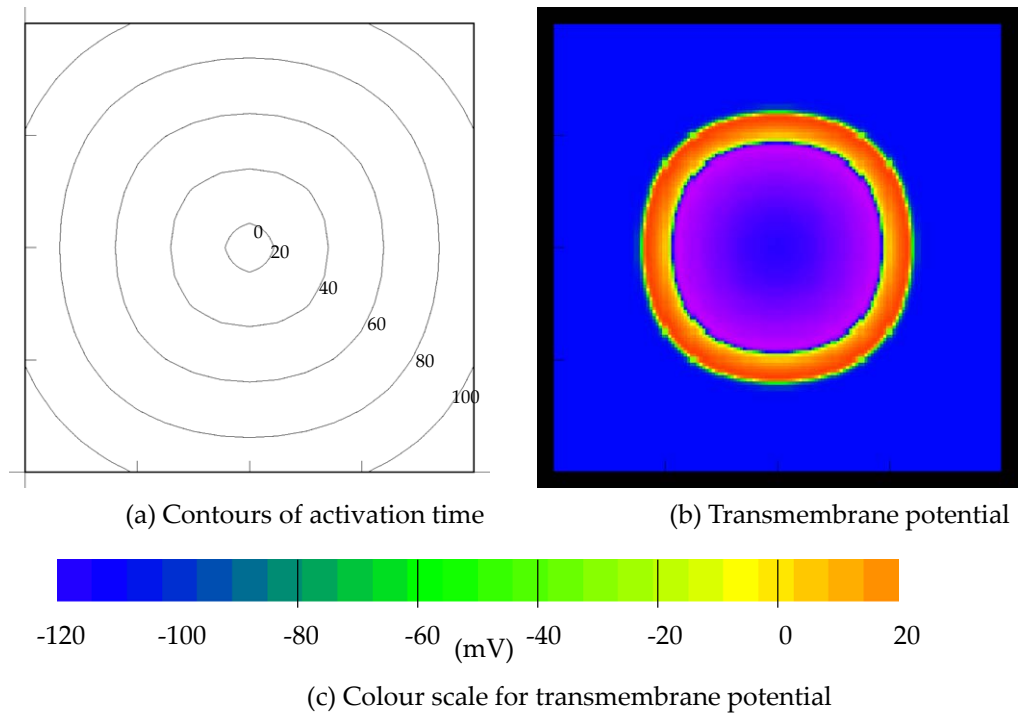 0
20
40
60
80
100
(a) Contours of activation time
(b) Transmembrane potential
-120 -100 -80 -60 (mV) -40 -20 0 20
(c) Colour scale for transmembrane potential